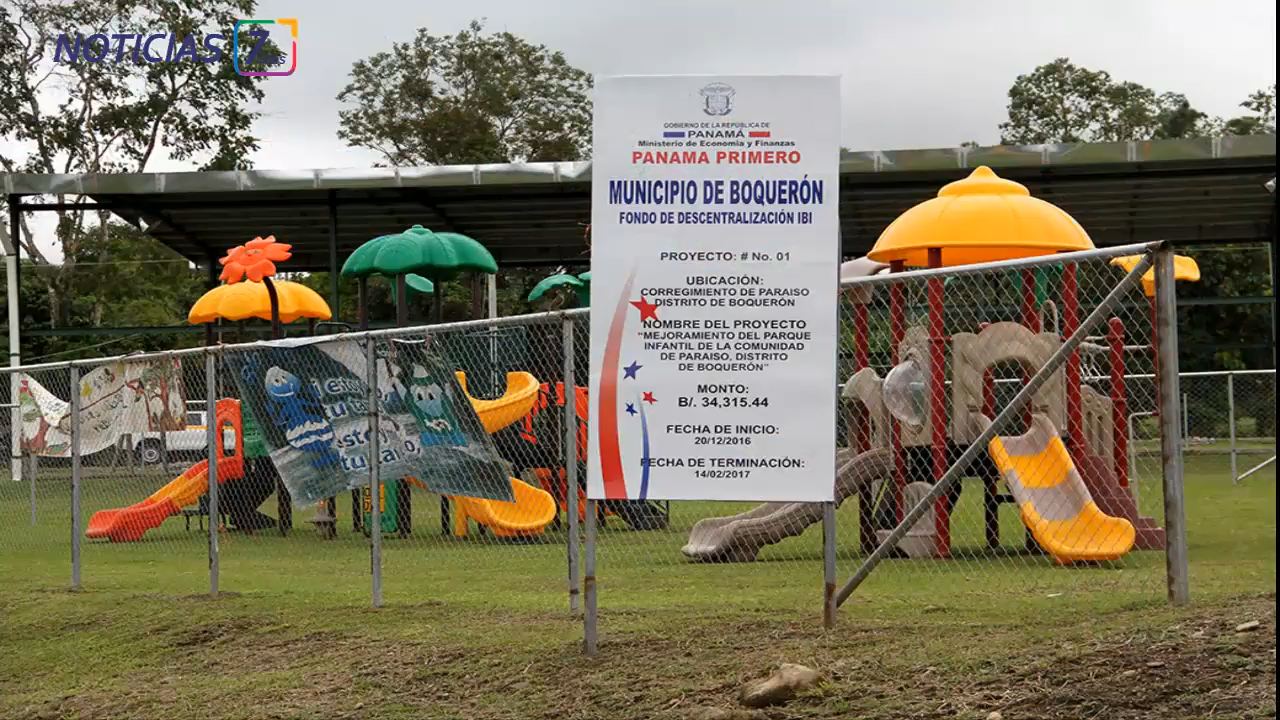 NOTICIAS 7
GOBIERNO DE LA REPÚBLICA DE
PANAMÁ
Ministerio de Economía y Finanzas
PANAMA PRIMERO
MUNICIPIO DE BOQUERÓN
FONDO DE DESCENTRALIZACIÓN IBI
PROYECTO: # No. 01
UBICACIÓN:
CORREGIMIENTO DE PARAISO
DISTRITO DE BOQUERÓN
NOMBRE DEL PROYECTO
“MEJORAMIENTO DEL PARQUE
INFANTIL DE LA COMUNIDAD
DE PARAISO, DISTRITO
DE BOQUERÓN”
MONTO:
B/. 34,315.44
FECHA DE INICIO:
20/12/2016
FECHA DE TERMINACIÓN:
14/02/2017